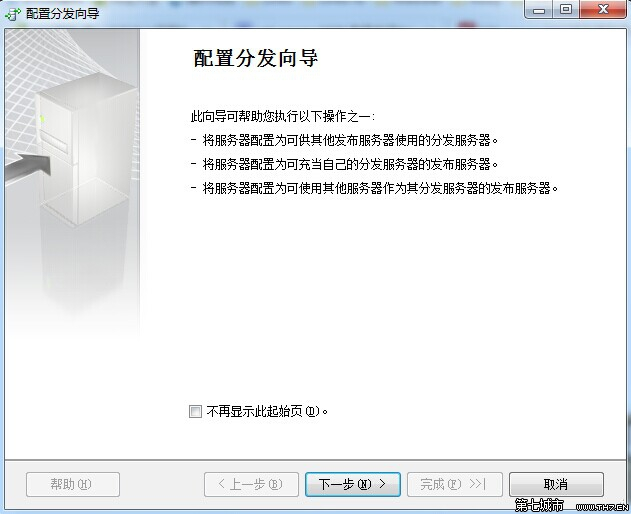 配置分发向导
配置分发向导
此向导可帮助您执行以下操作之一:
- 将服务器配置为可供其他发布服务器使用的分发服务器。
- 将服务器配置为可充当自己的分发服务器的发布服务器。
- 将服务器配置为可使用其他服务器作为其分发服务器的发布服务器。
不再显示此起始页(D)。
帮助(H) < 上一步(B) 下一步(N) > 完成(F) >>| 取消
第七城市 WWW.TH7.CN